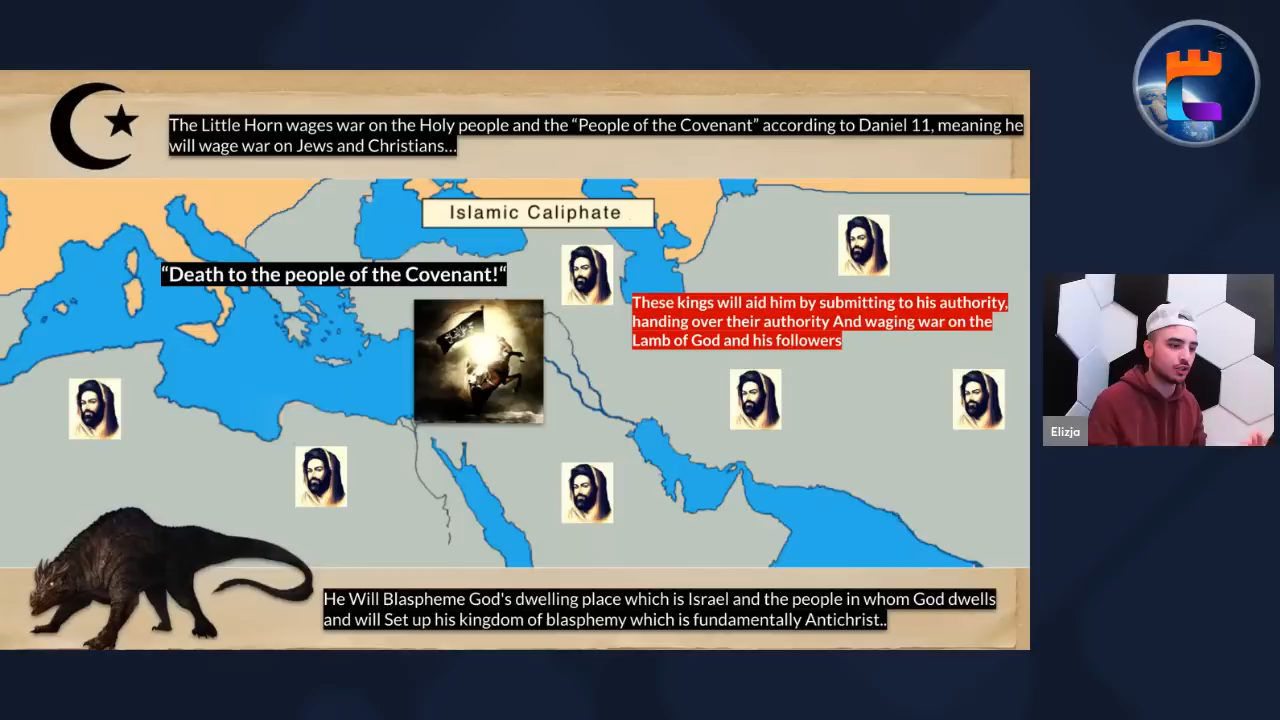 The Little Horn wages war on the Holy people and the “People of the Covenant” according to Daniel 11, meaning he
will wage war on Jews and Christians...
Islamic Caliphate
“Death to the people of the Covenant!“
These kings will aid him by submitting to his authority,
handing over their authority And waging war on the
Lamb of God and his followers
Elizja
He Will Blaspheme God's dwelling place which is Israel and the people in whom God dwells
and will Set up his kingdom of blasphemy which is fundamentally Antichrist..